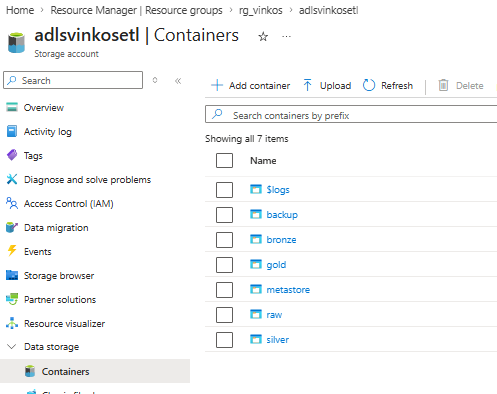 Home > Resource Manager | Resource groups > rg_vinkos > adlsvinkosetl
adlsvinkosetl | Containers
Storage account
Search
Add container
Upload
Refresh
Delete
Overview
Activity log
Tags
Diagnose and solve problems
Access Control (IAM)
Data migration
Events
Storage browser
Partner solutions
Resource visualizer
Data storage
Containers
Search containers by prefix
Showing all 7 items
Name
$logs
backup
bronze
gold
metastore
raw
silver